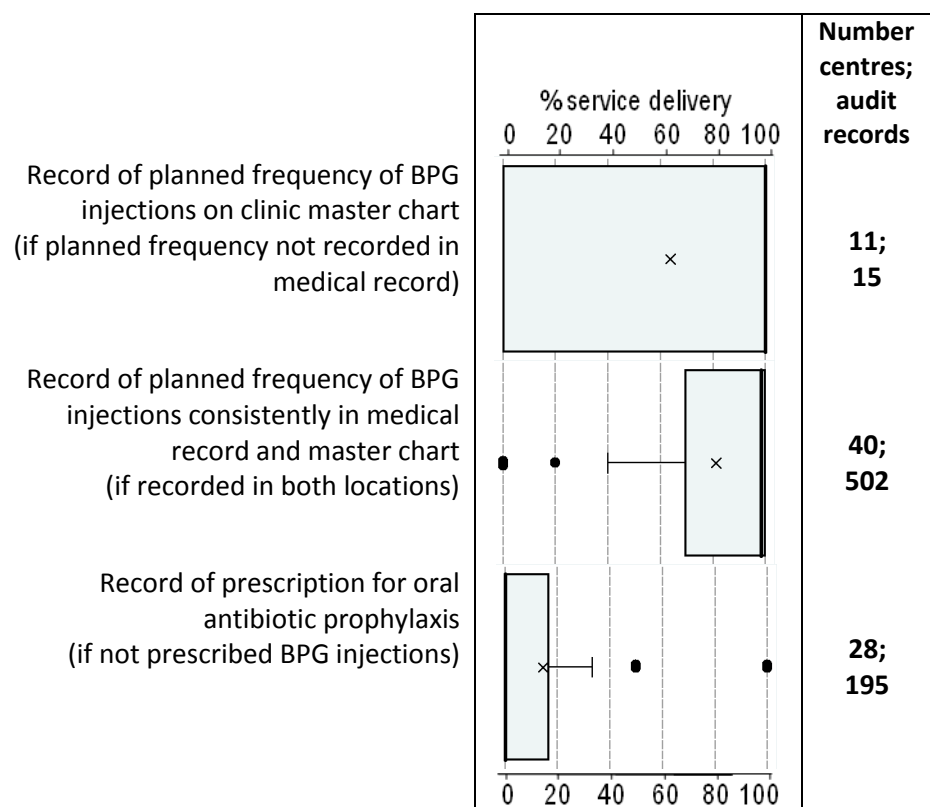 Number
centres;
audit
records
% service delivery
0 20 40 60 80 100
Record of planned frequency of BPG
injections on clinic master chart
(if planned frequency not recorded in
medical record)
11;
15
Record of planned frequency of BPG
injections consistently in medical
record and master chart
(if recorded in both locations)
40;
502
Record of prescription for oral
antibiotic prophylaxis
(if not prescribed BPG injections)
28;
195
0 20 40 60 80 100